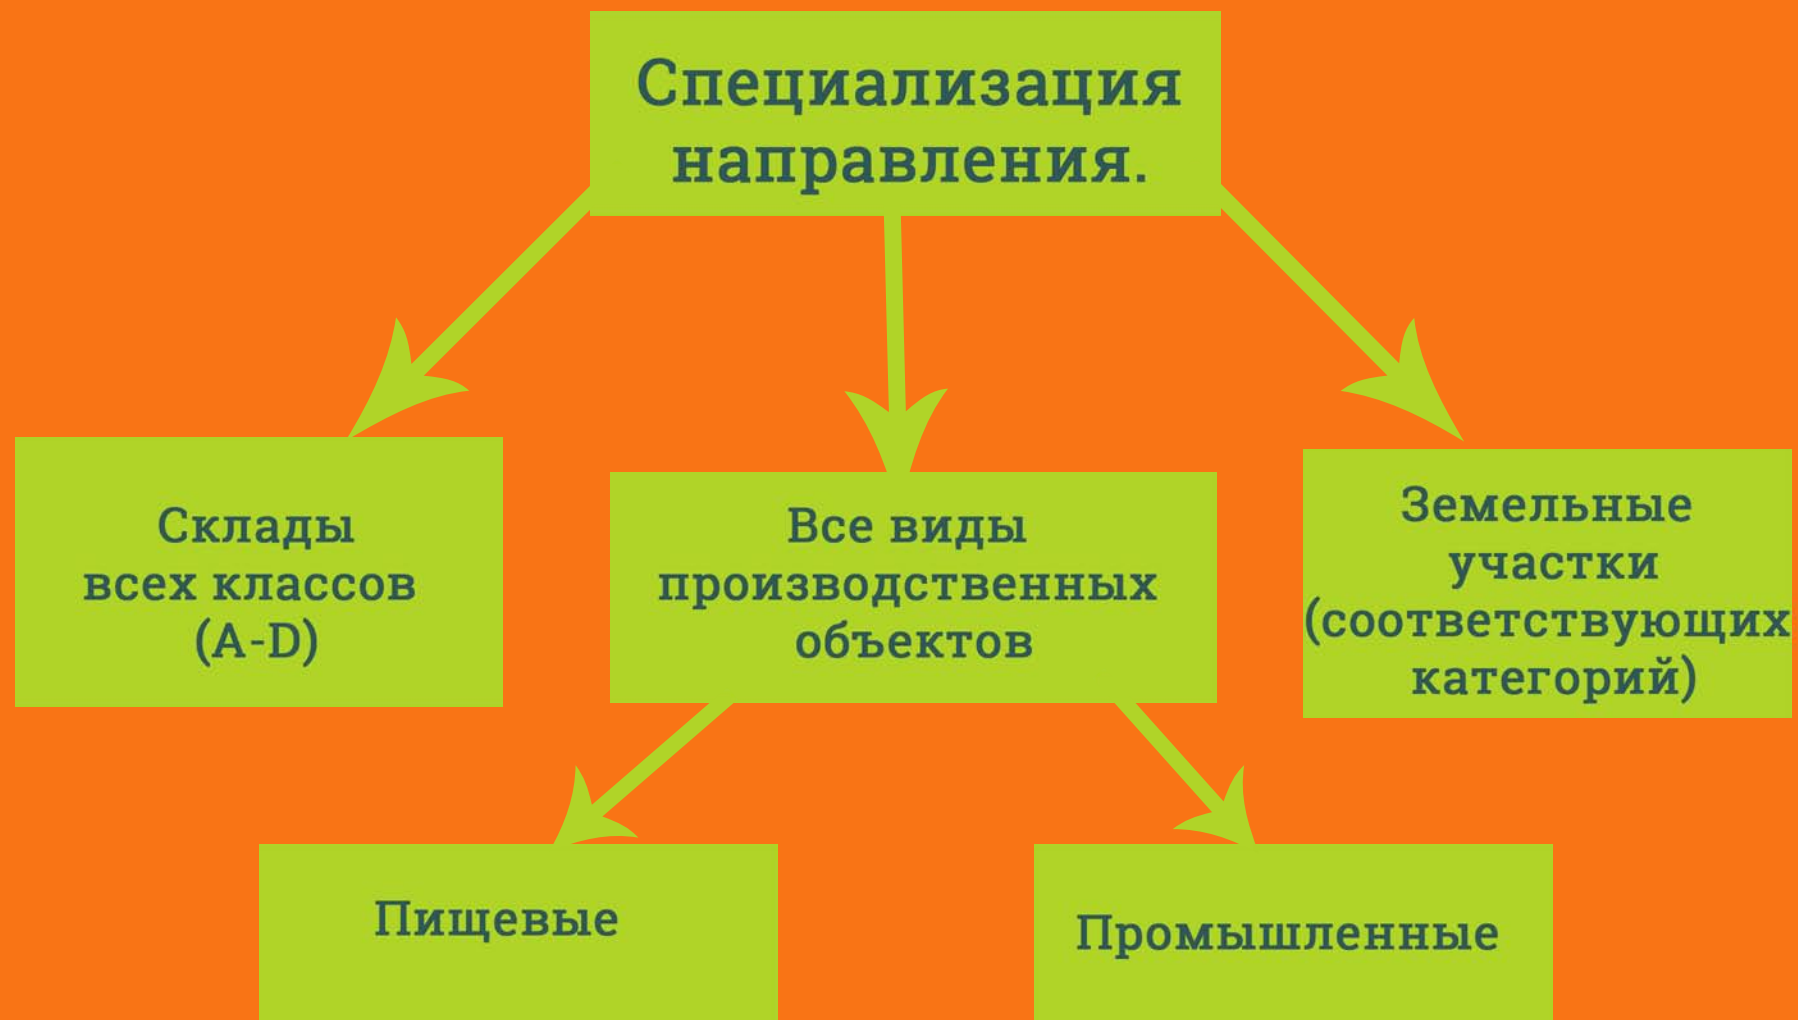 Специализация
направления.
Склады
всех классов
(A-D)
Все виды
производственных
объектов
Земельные
участки
(соответствующих
категорий)
Пищевые
Промышленные